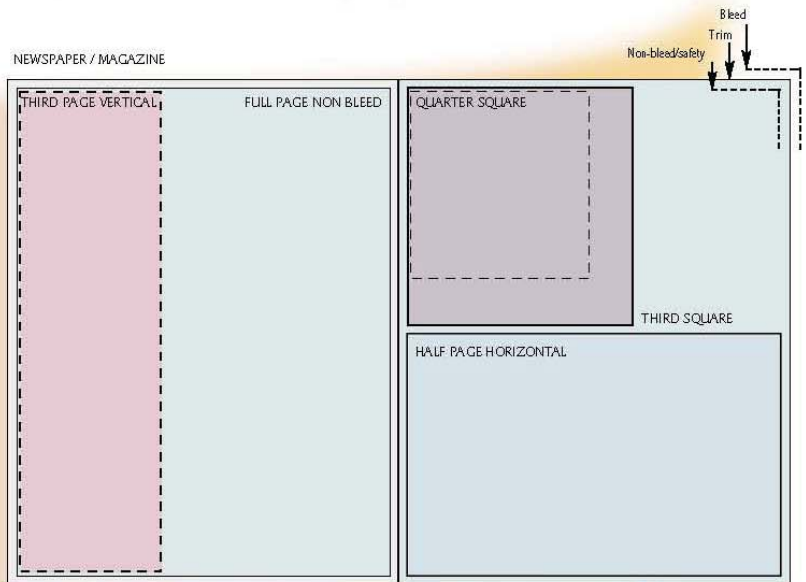 Bleed
Trim
Non-bleed/safety
NEWSPAPER / MAGAZINE
THIRD PAGE VERTICAL
FULL PAGE NON BLEED
QUARTER SQUARE
THIRD SQUARE
HALF PAGE HORIZONTAL